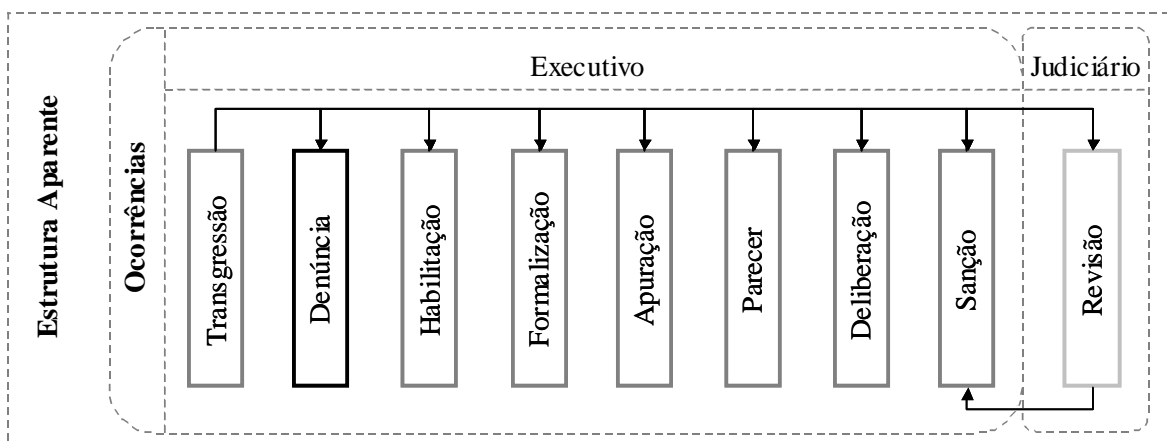 Estrutura Aparente
Ocorrências
Executivo
Judiciário
Transgressão
Denúncia
Habilitação
Formalização
Apuração
Parecer
Deliberação
Sanção
Revisão